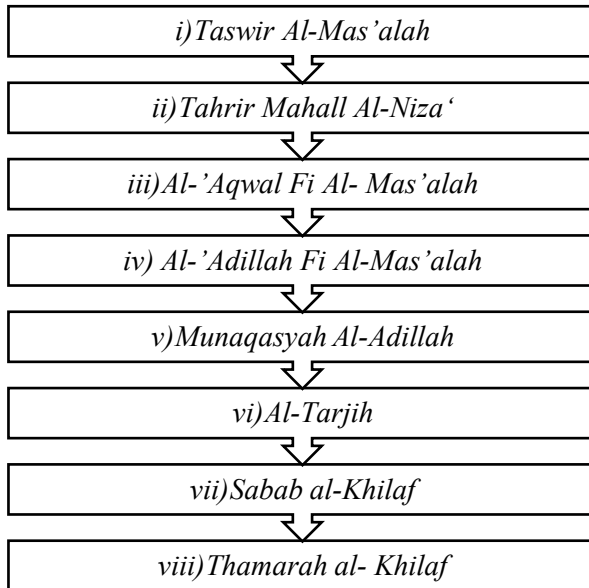 i)Taswir Al-Mas’alah
ii)Tahrir Mahall Al-Niza‘
iii)Al-’Aqwal Fi Al- Mas’alah
iv) Al-’Adillah Fi Al-Mas’alah
v)Munaqasyah Al-Adillah
vi)Al-Tarjih
vii)Sabab al-Khilaf
viii)Thamarah al- Khilaf